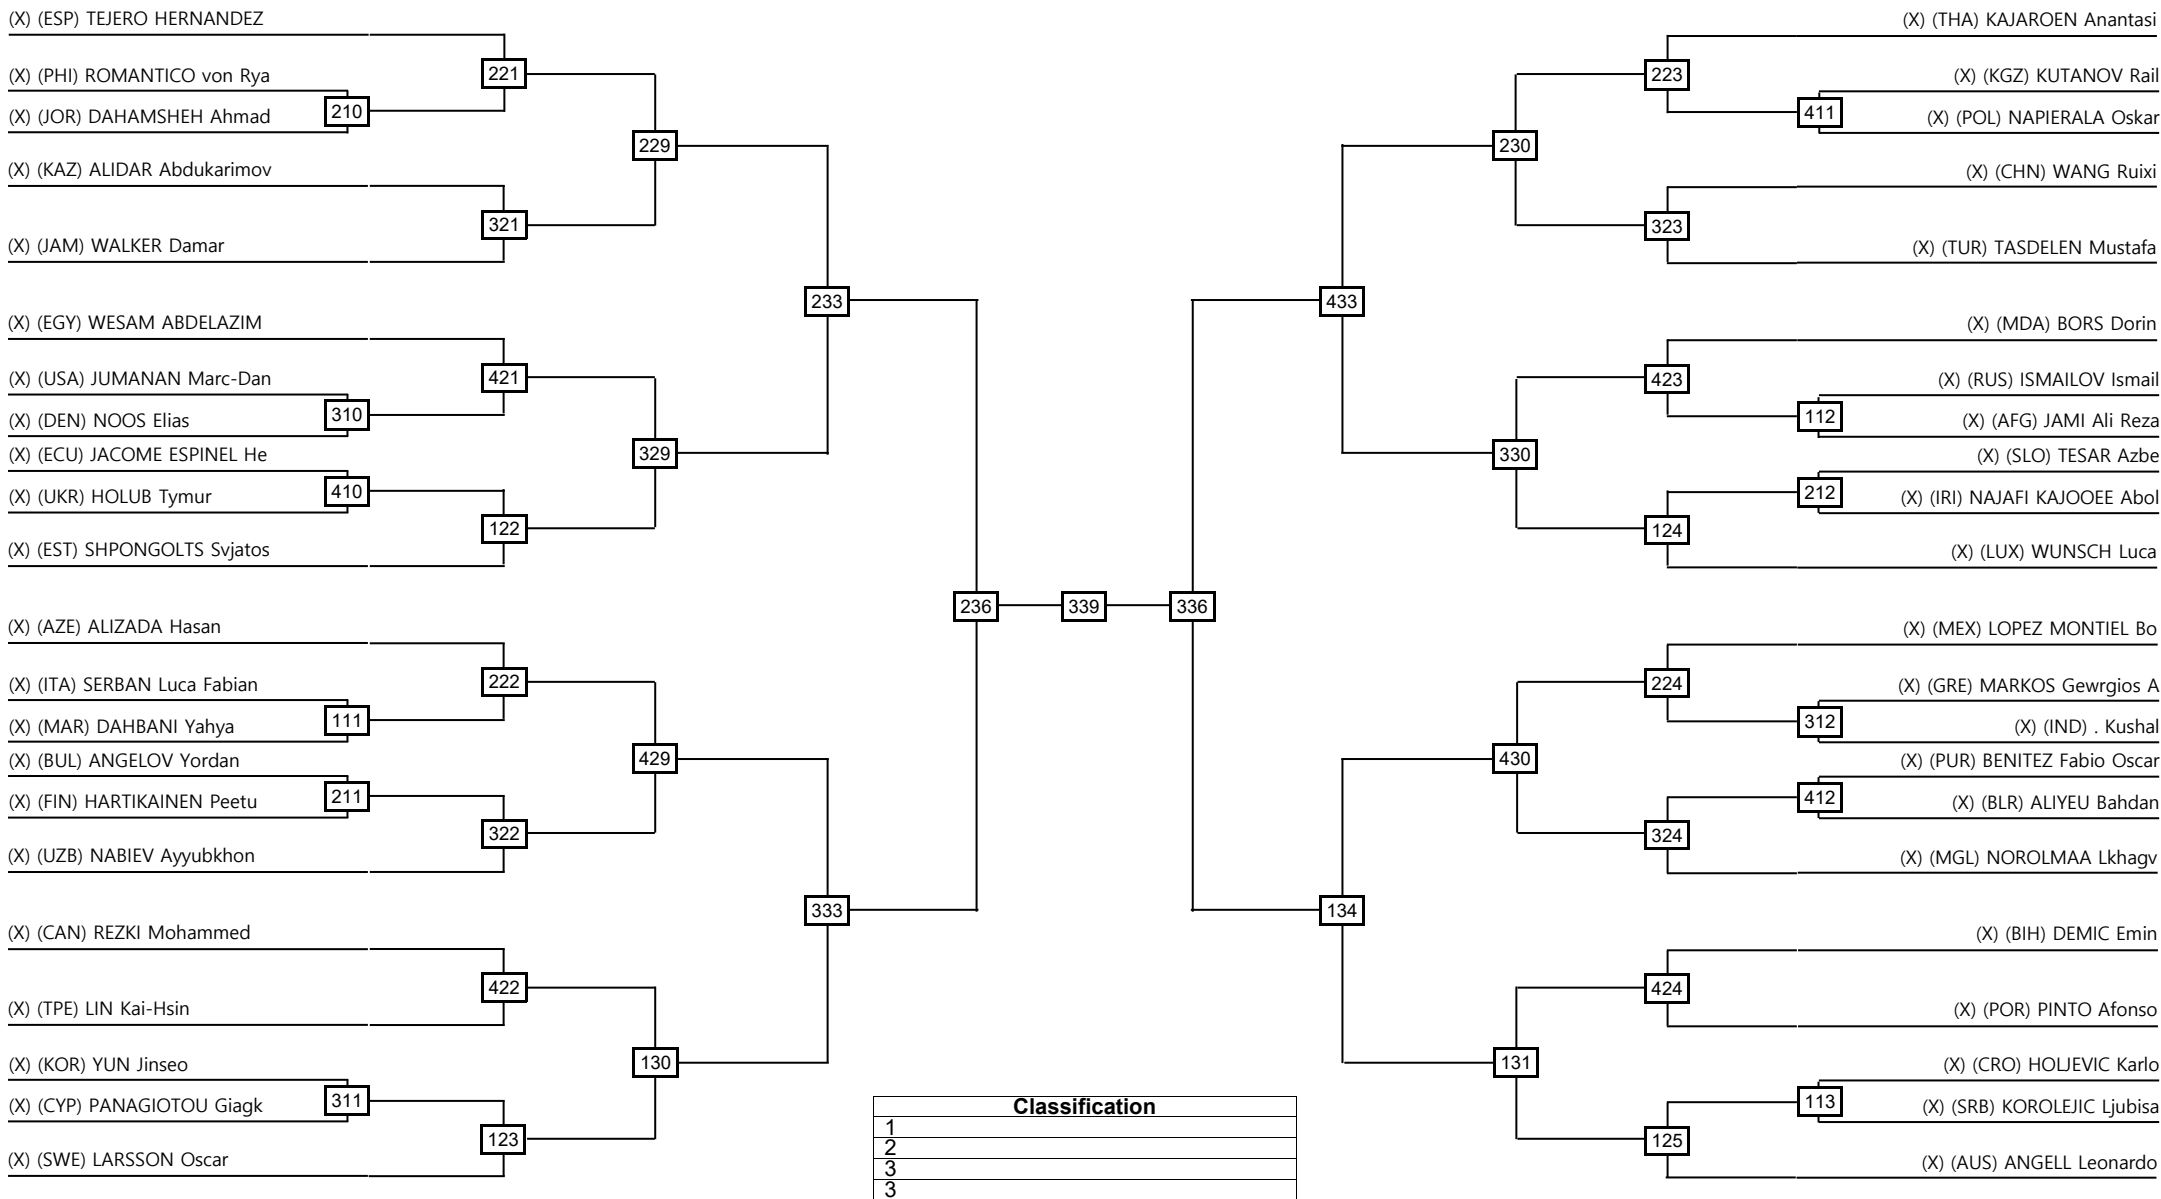 (X) (ESP) TEJERO HERNANDEZ
(X) (PHI) ROMANTICO von Rya
(X) (JOR) DAHAMSHEH Ahmad
(X) (KAZ) ALIDAR Abdukarimov
(X) (JAM) WALKER Damar
(X) (EGY) WESAM ABDELAZIM
(X) (USA) JUMANAN Marc-Dan
(X) (DEN) NOOS Elias
(X) (ECU) JACOME ESPINEL He
(X) (UKR) HOLUB Tymur
(X) (EST) SHPONGOLTS Svjatos
(X) (AZE) ALIZADA Hasan
(X) (ITA) SERBAN Luca Fabian
(X) (MAR) DAHBANI Yahya
(X) (BUL) ANGELOV Yordan
(X) (FIN) HARTIKAINEN Peetu
(X) (UZB) NABIEV Ayyubkhon
(X) (CAN) REZKI Mohammed
(X) (TPE) LIN Kai-Hsin
(X) (KOR) YUN Jinseo
(X) (CYP) PANAGIOTOU Giagk
(X) (SWE) LARSSON Oscar
210
310
410
111
211
311
221
321
421
122
222
322
422
123
229
329
429
130
233
333
236
339
336
433
134
230
330
430
131
223
323
423
124
224
324
424
125
411
112
212
312
412
113
(X) (THA) KAJAROEN Anantasi
(X) (KGZ) KUTANOV Rail
(X) (POL) NAPIERALA Oskar
(X) (CHN) WANG Ruixi
(X) (TUR) TASDELEN Mustafa
(X) (MDA) BORS Dorin
(X) (RUS) ISMAILOV Ismail
(X) (AFG) JAMI Ali Reza
(X) (SLO) TESAR Azbe
(X) (IRI) NAJAFI KAJOOEE Abol
(X) (LUX) WUNSCH Luca
(X) (MEX) LOPEZ MONTIEL Bo
(X) (GRE) MARKOS Gewrgios A
(X) (IND) . Kushal
(X) (PUR) BENITEZ Fabio Oscar
(X) (BLR) ALIYEU Bahdan
(X) (MGL) NOROLMAA Lkhagv
(X) (BIH) DEMIC Emin
(X) (POR) PINTO Afonso
(X) (CRO) HOLJEVIC Karlo
(X) (SRB) KOROLEJIC Ljubisa
(X) (AUS) ANGELL Leonardo
Classification
1
2
3
3